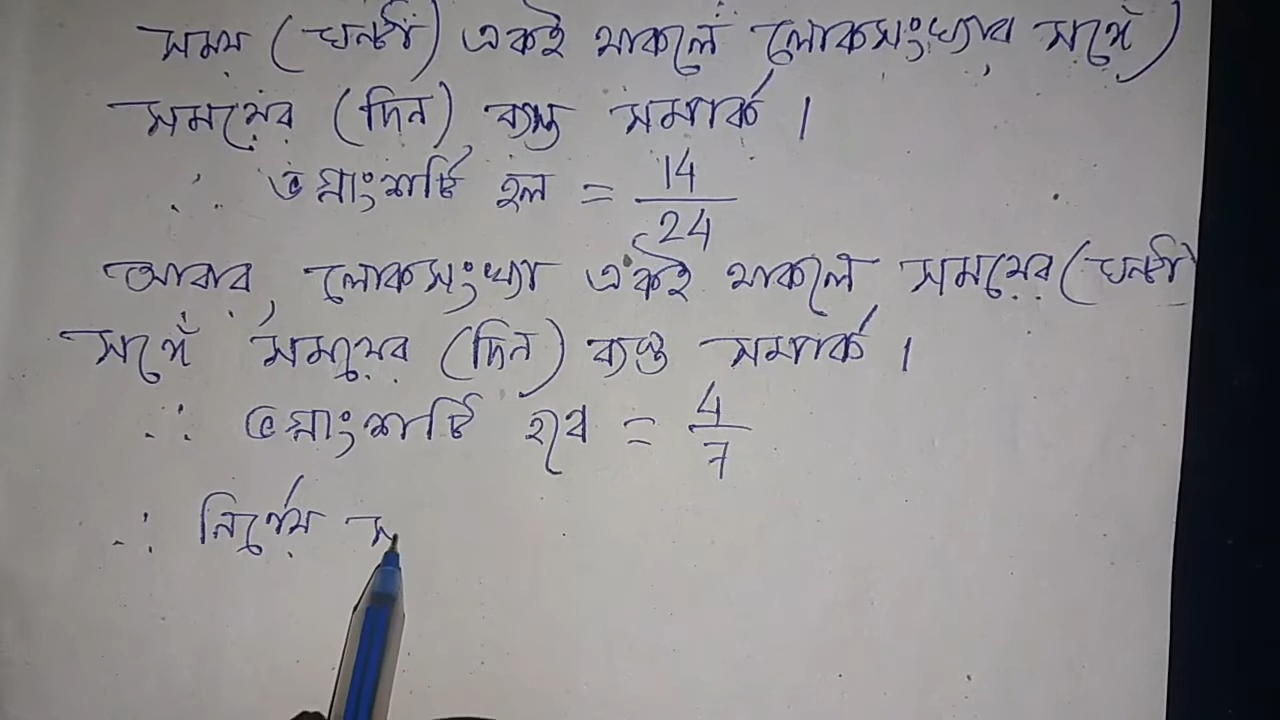 সময় (ঘন্টা) একই থাকলে লোকসংখ্যার সঙ্গে
সময়ের (দিন) ব্যস্ত সম্পর্ক ।
∴ ভগ্নাংশটি হল = 14/24
আবার, লোকসংখ্যা একই থাকলে সময়ের (ঘন্টা)
সঙ্গে সময়ের (দিন) ব্যস্ত সম্পর্ক ।
∴ ভগ্নাংশটি হবে = 4/7
∴ নির্ণেয় স